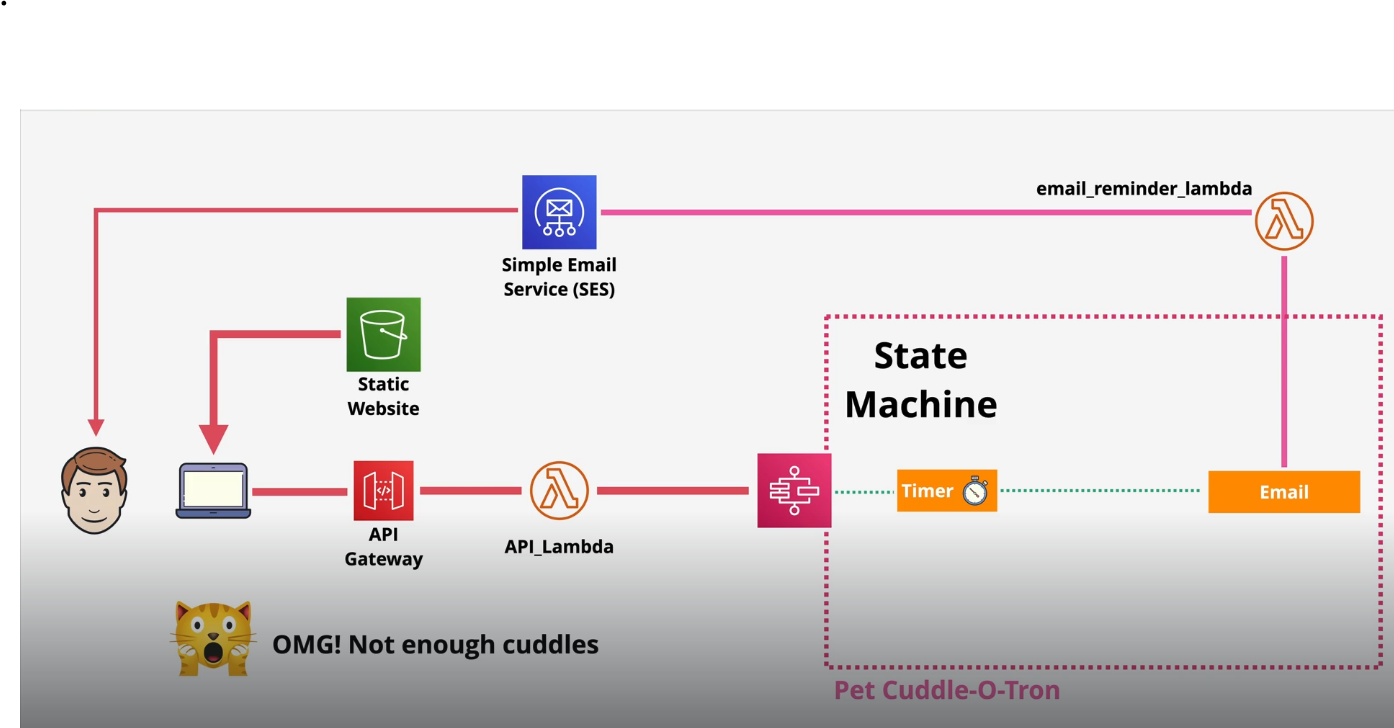 email_reminder_lambda
Simple Email
Service (SES)
Static
Website
State
Machine
Timer
Email
API
Gateway
API_Lambda
OMG! Not enough cuddles
Pet Cuddle-O-Tron